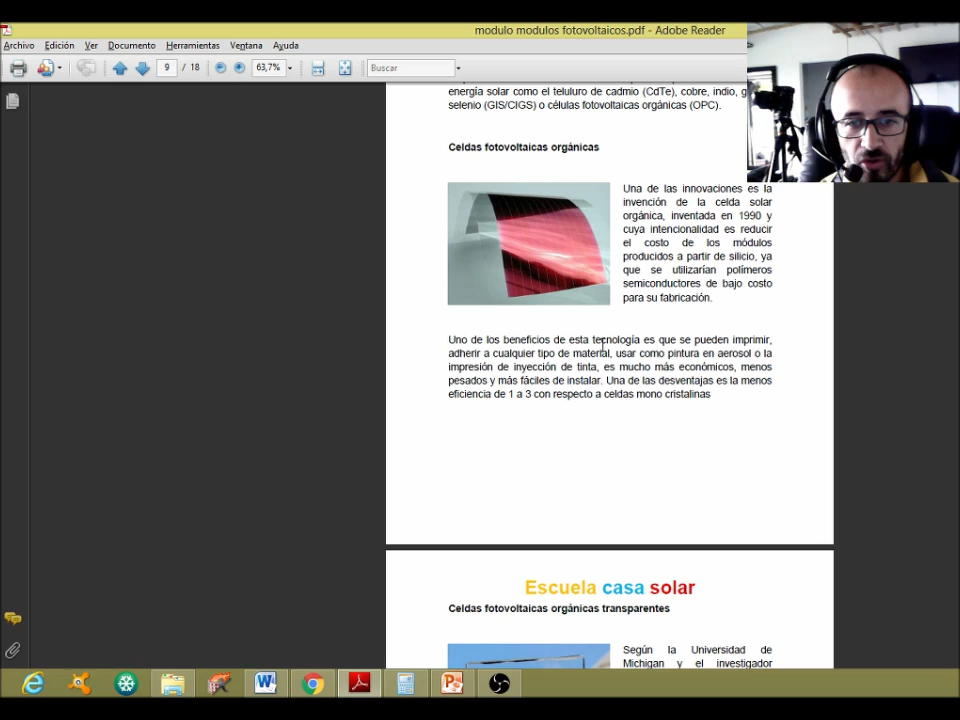 modulo modulos fotovoltaicos.pdf - Adobe Reader
Archivo Edición Ver Documento Herramientas Ventana Ayuda
9 / 18 63,7% Buscar
energía solar como el teluluro de cadmio (CdTe), cobre, indio,
selenio (GIS/CIGS) o células fotovoltaicas orgánicas (OPC).
Celdas fotovoltaicas orgánicas
Una de las innovaciones es la
invención de la celda solar
orgánica, inventada en 1990 y
cuya intencionalidad es reducir
el costo de los módulos
producidos a partir de silicio, ya
que se utilizarían polímeros
semiconductores de bajo costo
para su fabricación.
Uno de los beneficios de esta tecnología es que se pueden imprimir,
adherir a cualquier tipo de material, usar como pintura en aerosol o la
impresión de inyección de tinta, es mucho más económicos, menos
pesados y más fáciles de instalar. Una de las desventajas es la menos
eficiencia de 1 a 3 con respecto a celdas mono cristalinas
Escuela casa solar
Celdas fotovoltaicas orgánicas transparentes
Según la Universidad de
Michigan y el investigador